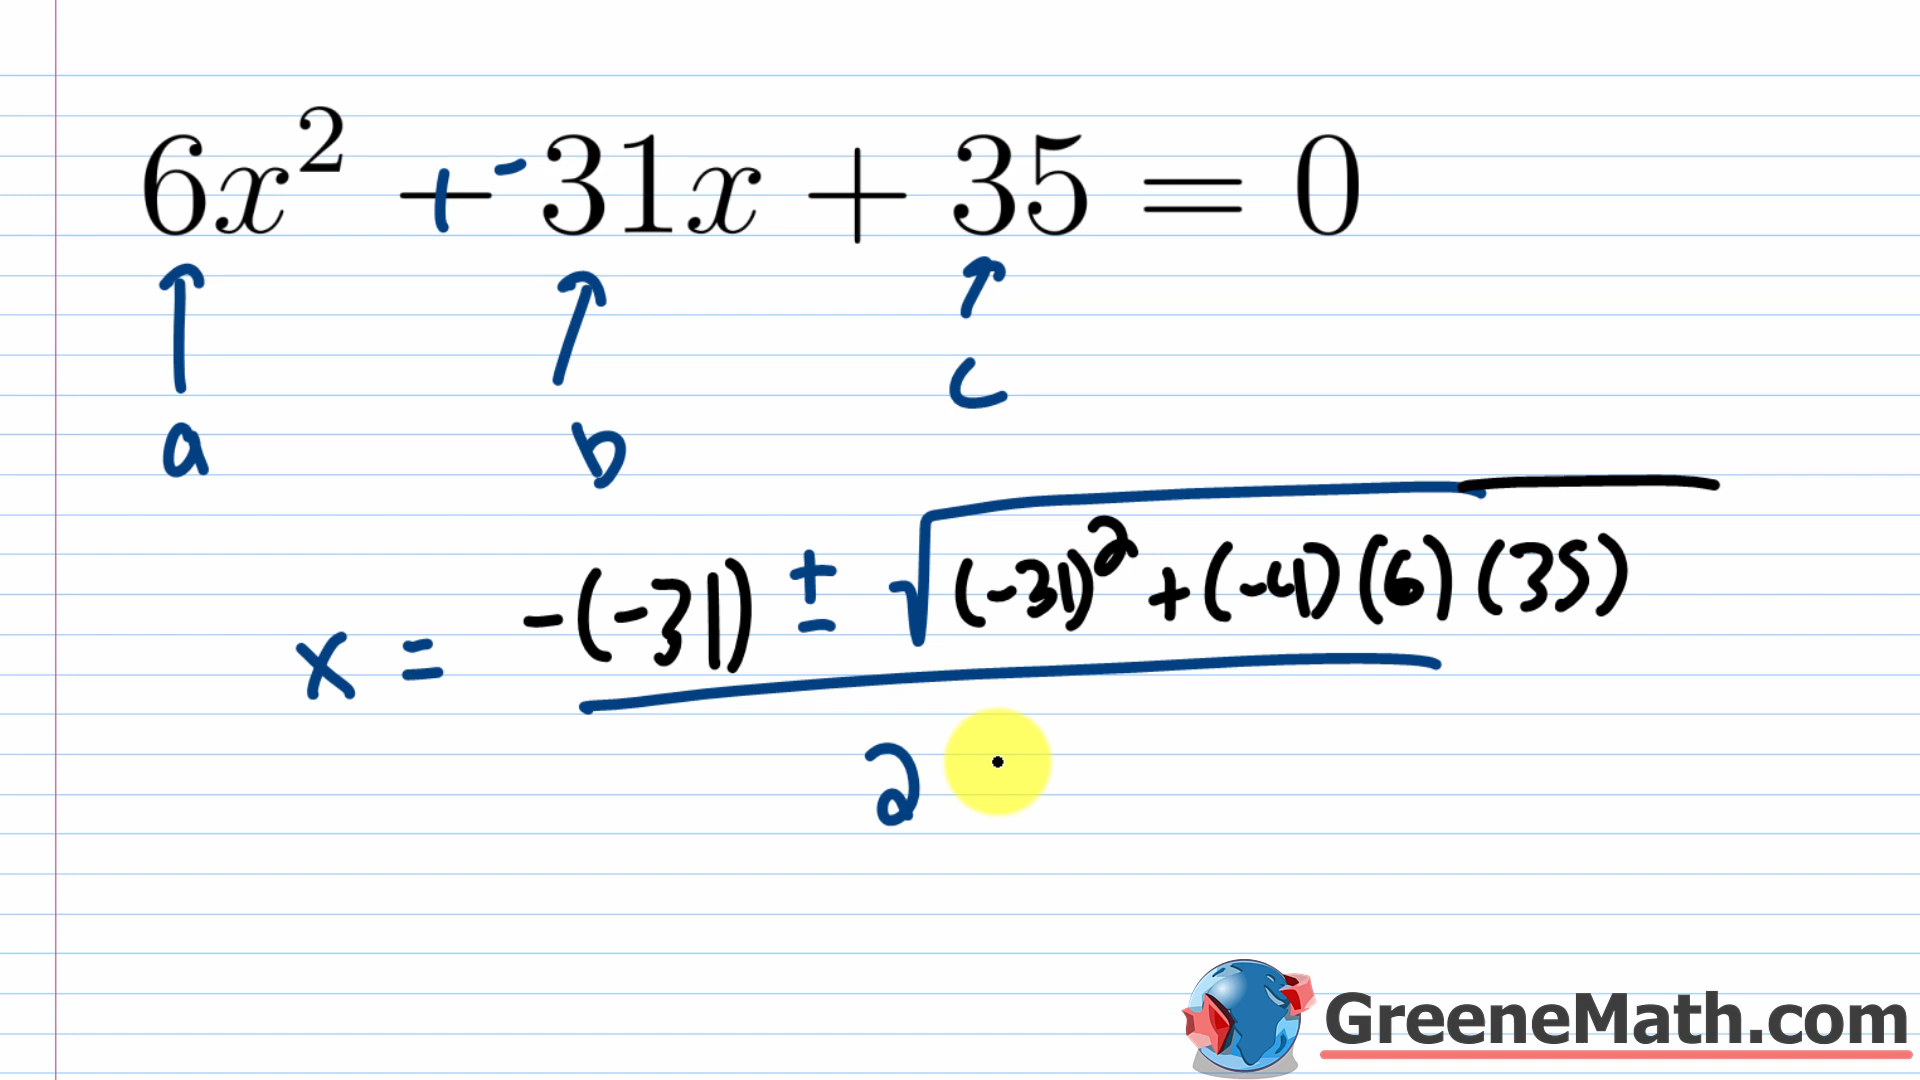 6x² + -31x + 35 = 0
a b c
x = -(-31) ± √(-31)² + (-4)(6)(35)
2
GreeneMath.com